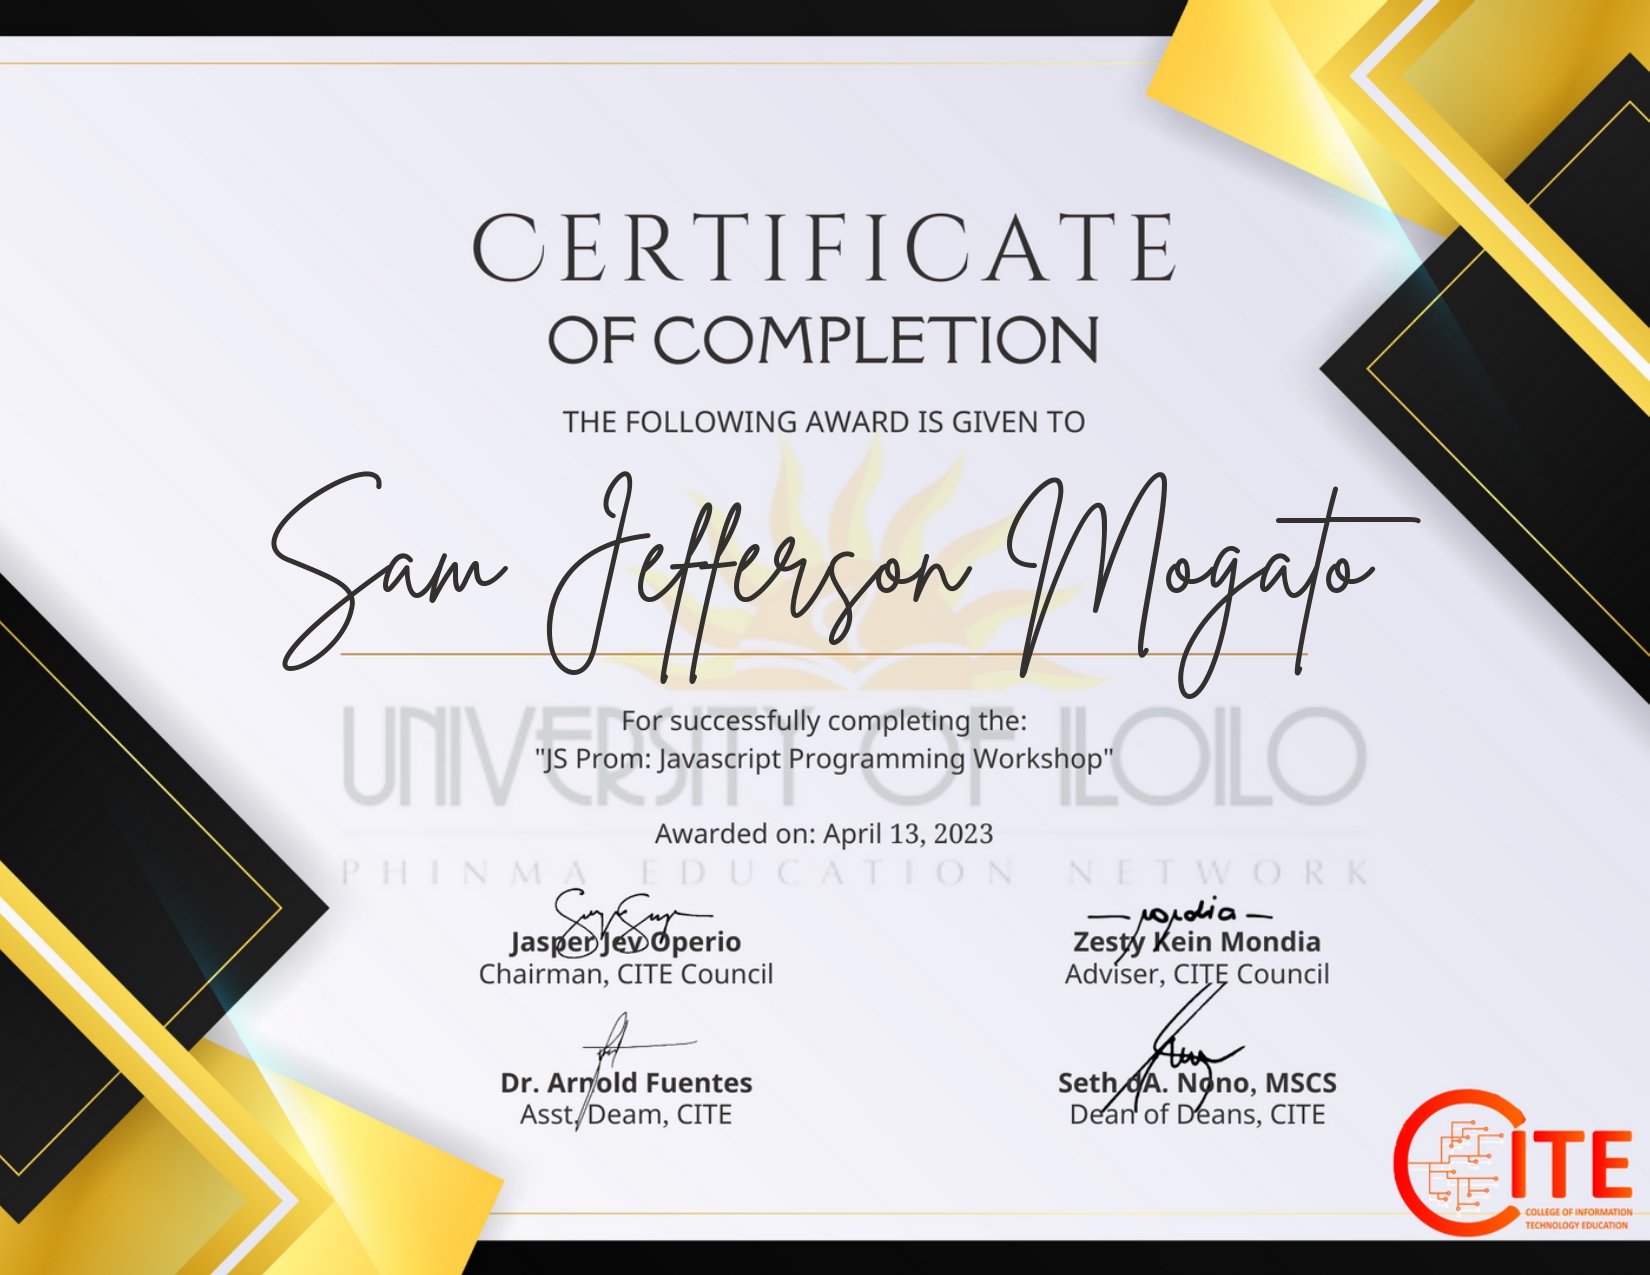 CERTIFICATE
OF COMPLETION
THE FOLLOWING AWARD IS GIVEN TO
Sam Jefferson Mogato
UNIVERSITY OF ILOILO
For successfully completing the:
"JS Prom: Javascript Programming Workshop"
Awarded on: April 13, 2023
PHINMA EDUCATION NETWORK
Jasper Jev Operio
Chairman, CITE Council
Zesty Kein Mondia
Adviser, CITE Council
Dr. Arnold Fuentes
Asst, Deam, CITE
Seth dA. Nono, MSCS
Dean of Deans, CITE
CITE
COLLEGE OF INFORMATION
TECHNOLOGY EDUCATION